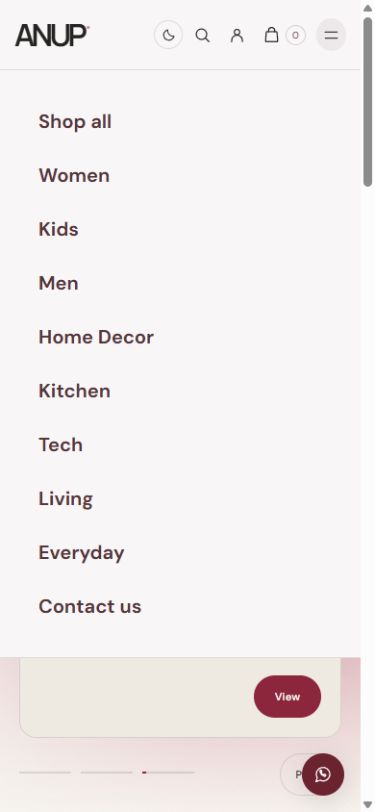 ANUP
0
Shop all
Women
Kids
Men
Home Decor
Kitchen
Tech
Living
Everyday
Contact us
View